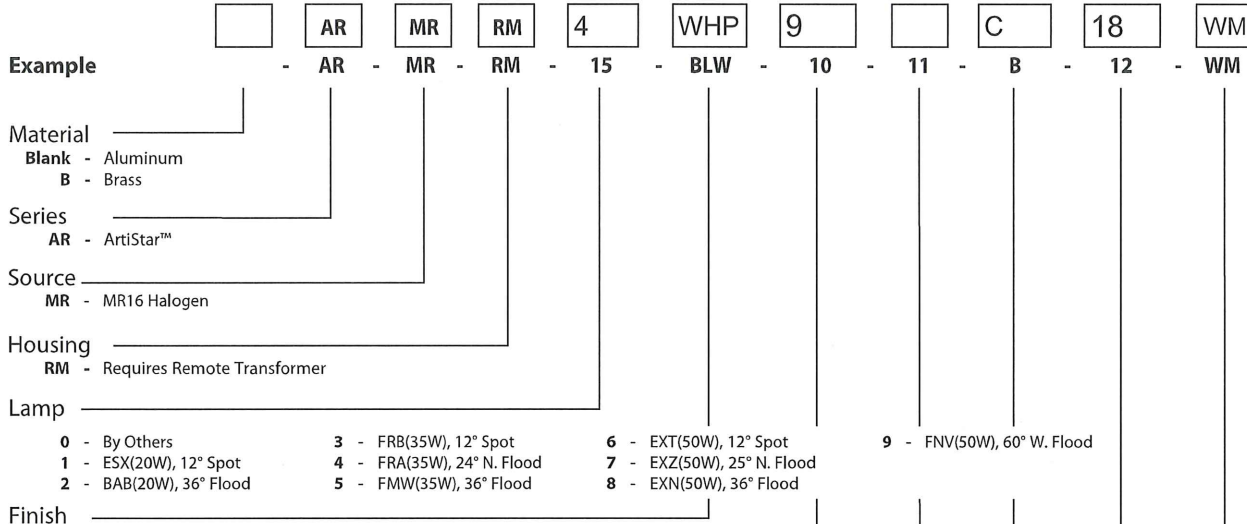 AR MR RM 4 WHP 9 C 18 WM
Example - AR - MR - RM - 15 - BLW - 10 - 11 - B - 12 - WM
Material
Blank - Aluminum
B - Brass
Series
AR - ArtiStar™
Source
MR - MR16 Halogen
Housing
RM - Requires Remote Transformer
Lamp
0 - By Others 3 - FRB(35W), 12° Spot 6 - EXT(50W), 12° Spot 9 - FNV(50W), 60° W. Flood
1 - ESX(20W), 12° Spot 4 - FRA(35W), 24° N. Flood 7 - EXZ(50W), 25° N. Flood
2 - BAB(20W), 36° Flood 5 - FMW(35W), 36° Flood 8 - EXN(50W), 36° Flood
Finish